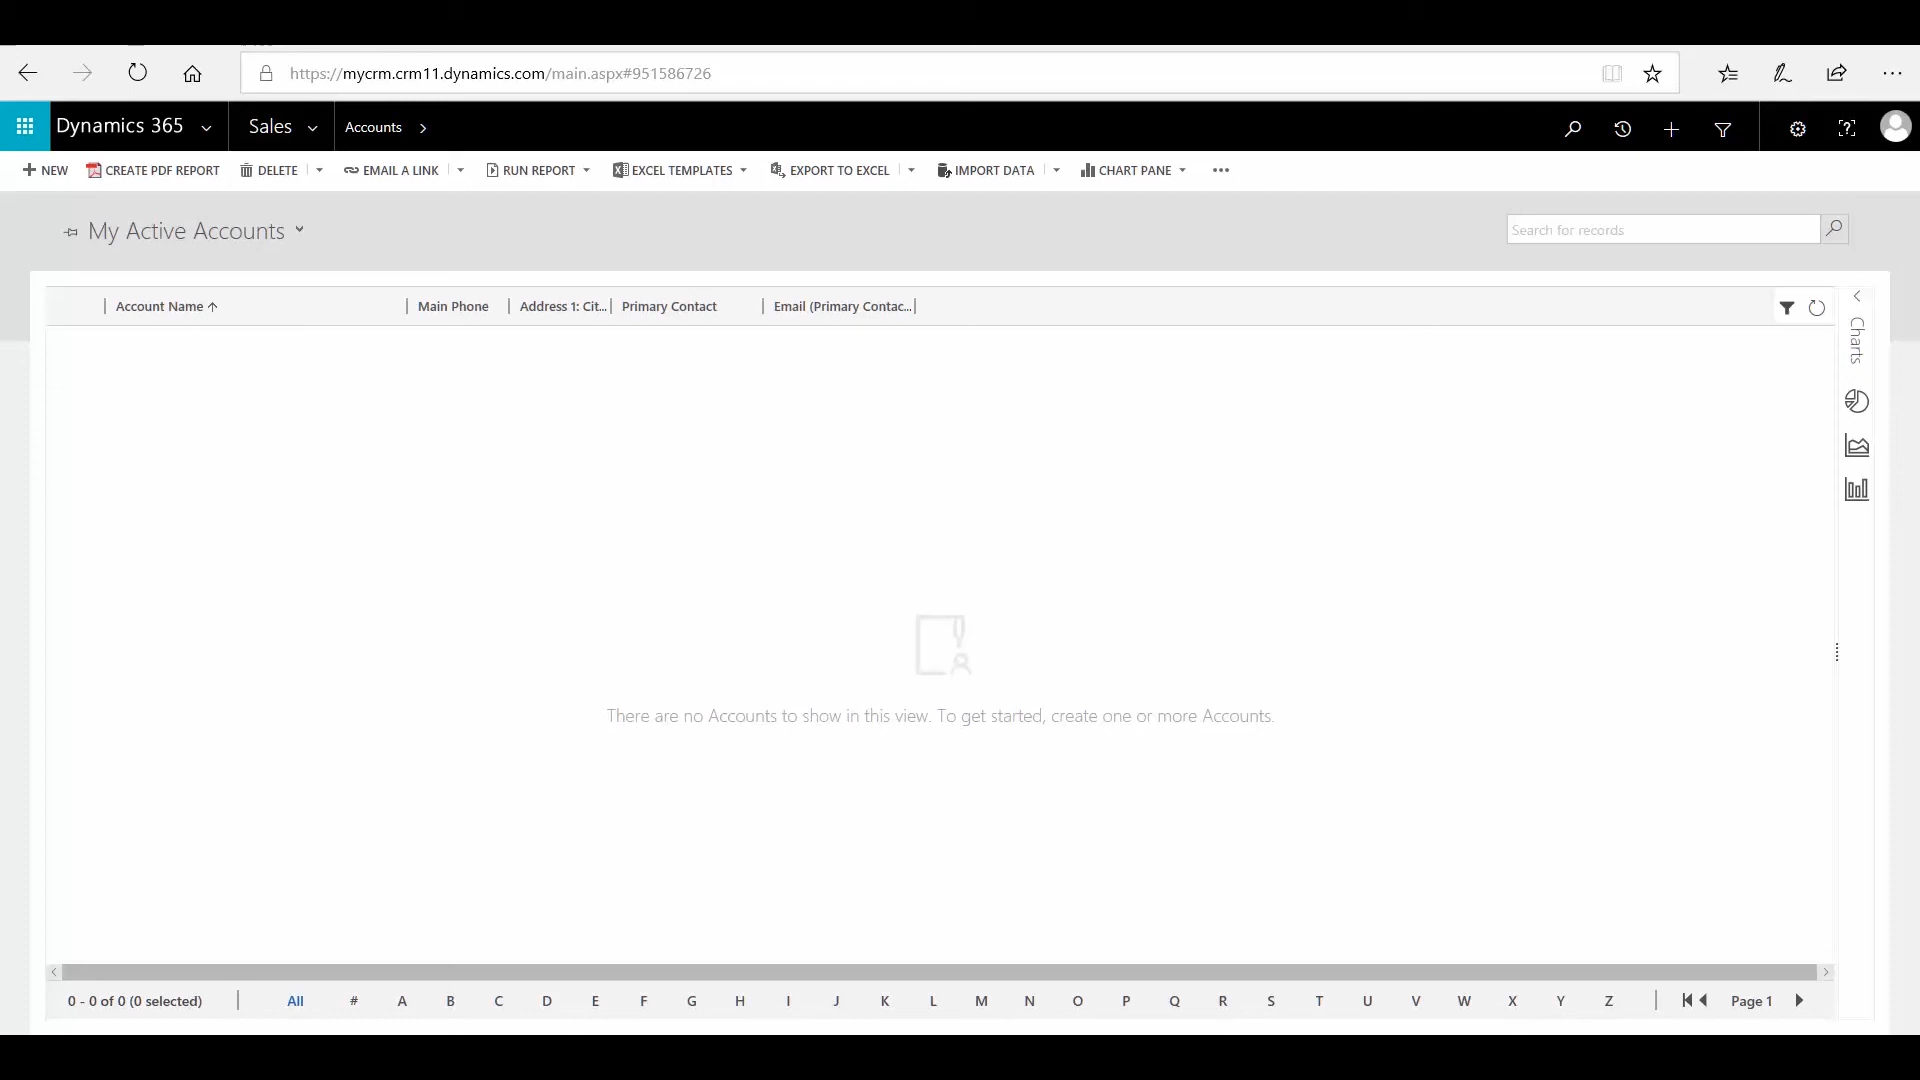 https://mycrm.crm11.dynamics.com/main.aspx#951586726
Dynamics 365 Sales Accounts
NEW CREATE PDF REPORT DELETE EMAIL A LINK RUN REPORT EXCEL TEMPLATES EXPORT TO EXCEL IMPORT DATA CHART PANE
My Active Accounts
Search for records
Account Name Main Phone Address 1: Cit... Primary Contact Email (Primary Contac...
Charts
There are no Accounts to show in this view. To get started, create one or more Accounts.
0 - 0 of 0 (0 selected) All # A B C D E F G H I J K L M N O P Q R S T U V W X Y Z Page 1